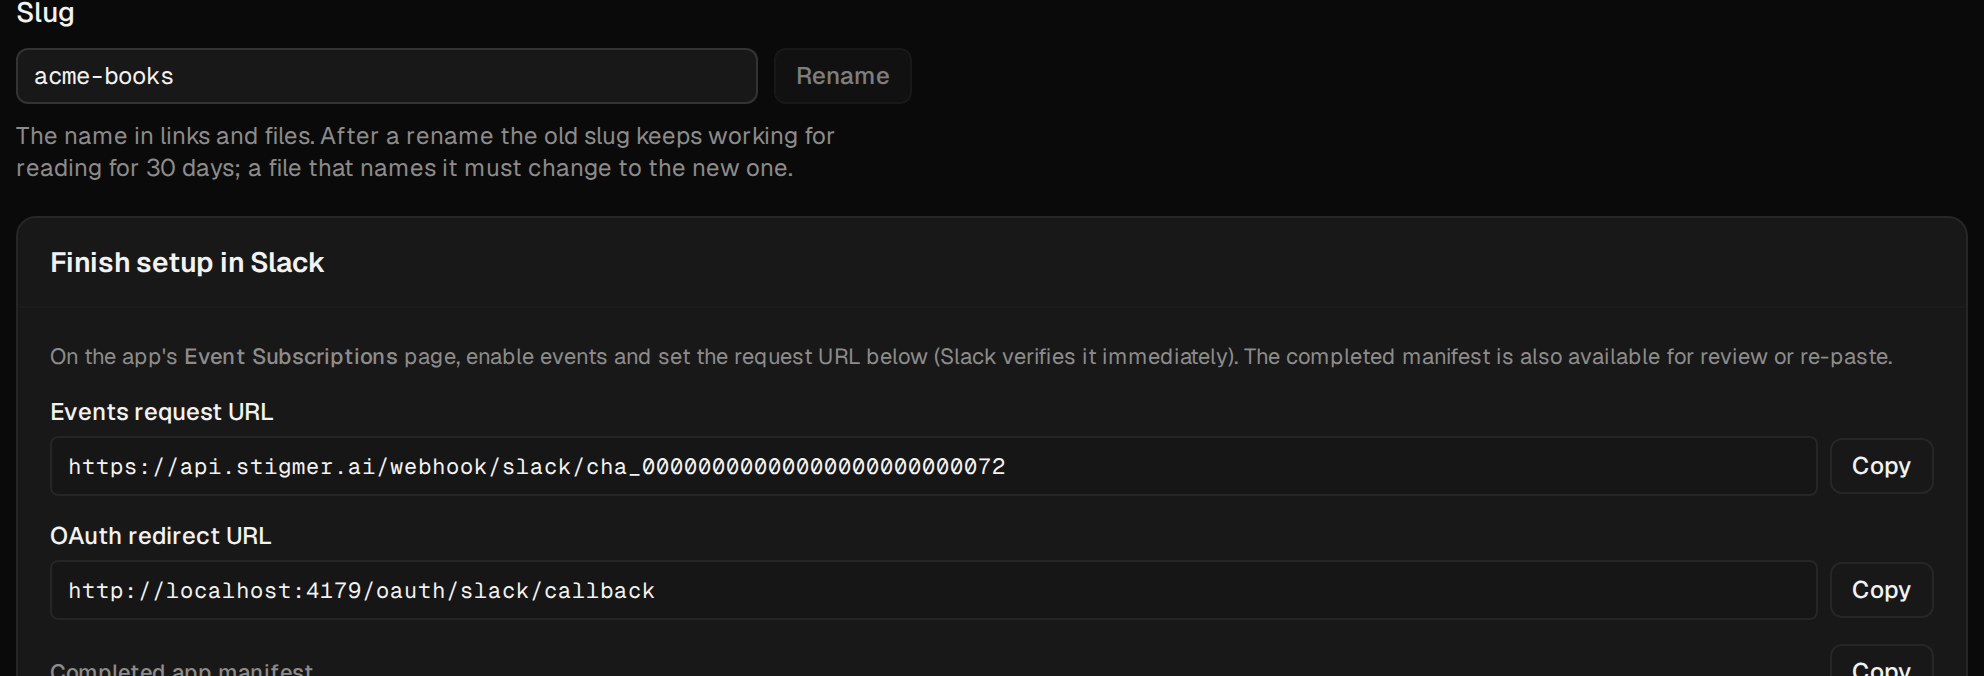 Slug
acme-books
Rename
The name in links and files. After a rename the old slug keeps working for
reading for 30 days; a file that names it must change to the new one.
Finish setup in Slack
On the app's Event Subscriptions page, enable events and set the request URL below (Slack verifies it immediately). The completed manifest is also available for review or re-paste.
Events request URL
https://api.stigmer.ai/webhook/slack/cha_00000000000000000000000072
Copy
OAuth redirect URL
http://localhost:4179/oauth/slack/callback
Copy
Completed app manifest
Copy